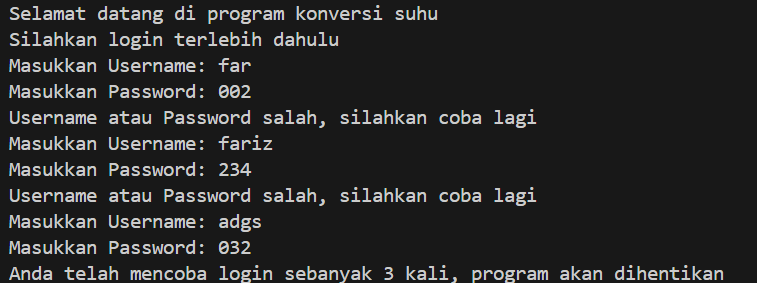 Selamat datang di program konversi suhu
Silahkan login terlebih dahulu
Masukkan Username: far
Masukkan Password: 002
Username atau Password salah, silahkan coba lagi
Masukkan Username: fariz
Masukkan Password: 234
Username atau Password salah, silahkan coba lagi
Masukkan Username: adgs
Masukkan Password: 032
Anda telah mencoba login sebanyak 3 kali, program akan dihentikan